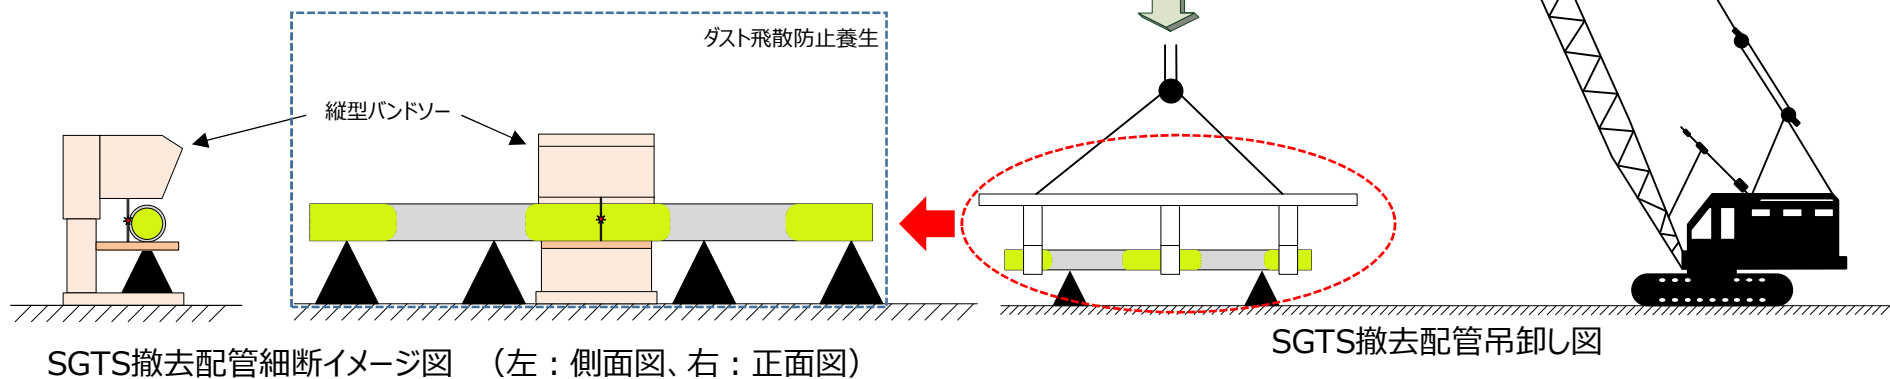 ダスト飛散防止養生
縦型バンドソー
SGTS撤去配管細断イメージ図　（左：側面図、右：正面図）
SGTS撤去配管吊卸し図